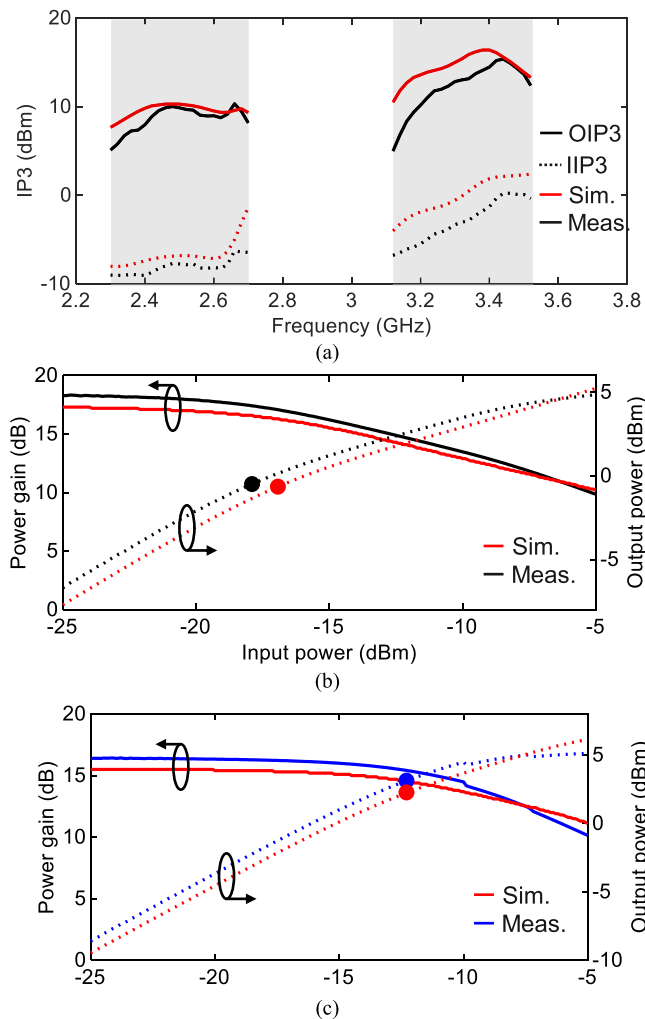 20
10
0
-10
IP3 (dBm)
OIP3
IIP3
Sim.
Meas.
2.2 2.4 2.6 2.8 3 3.2 3.4 3.6 3.8
Frequency (GHz)
(a)
20
15
10
5
0
Power gain (dB)
5
0
-5
Output power (dBm)
Sim.
Meas.
-25 -20 -15 -10 -5
Input power (dBm)
(b)
20
15
10
5
0
Power gain (dB)
5
0
-5
-10
Output power (dBm)
Sim.
Meas.
-25 -20 -15 -10 -5
(c)